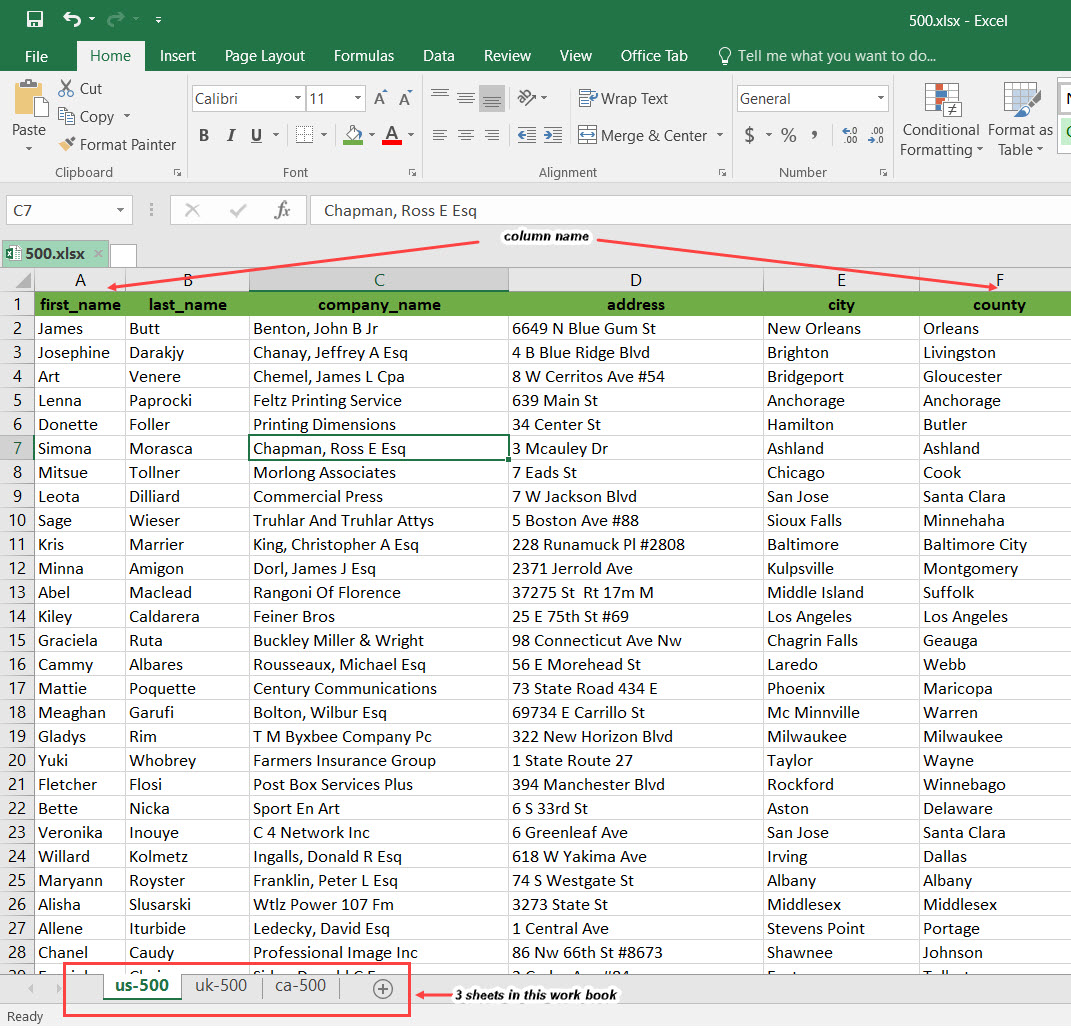 500.xlsx - Excel
File Home Insert Page Layout Formulas Data Review View Office Tab Tell me what you want to do...
Paste
Cut
Copy
Format Painter
Clipboard
Calibri 11 A A
B I U A
Font
Wrap Text
Merge & Center
Alignment
General
$ % , .00
Number
Conditional Formatting
Format as Table
C7 fx Chapman, Ross E Esq
500.xlsx
column name
A B C D E F
1 first_name last_name company_name address city county
2 James Butt Benton, John B Jr 6649 N Blue Gum St New Orleans Orleans
3 Josephine Darakjy Chanay, Jeffrey A Esq 4 B Blue Ridge Blvd Brighton Livingston
4 Art Venere Chemel, James L Cpa 8 W Cerritos Ave #54 Bridgeport Gloucester
5 Lenna Paprocki Feltz Printing Service 639 Main St Anchorage Anchorage
6 Donette Foller Printing Dimensions 34 Center St Hamilton Butler
7 Simona Morasca Chapman, Ross E Esq 3 Mcauley Dr Ashland Ashland
8 Mitsue Tollner Morlong Associates 7 Eads St Chicago Cook
9 Leota Dilliard Commercial Press 7 W Jackson Blvd San Jose Santa Clara
10 Sage Wieser Truhlar And Truhlar Attys 5 Boston Ave #88 Sioux Falls Minnehaha
11 Kris Marrier King, Christopher A Esq 228 Runamuck Pl #2808 Baltimore Baltimore City
12 Minna Amigon Dorl, James J Esq 2371 Jerrold Ave Kulpsville Montgomery
13 Abel Maclead Rangoni Of Florence 37275 St  Rt 17m M Middle Island Suffolk
14 Kiley Caldarera Feiner Bros 25 E 75th St #69 Los Angeles Los Angeles
15 Graciela Ruta Buckley Miller & Wright 98 Connecticut Ave Nw Chagrin Falls Geauga
16 Cammy Albares Rousseaux, Michael Esq 56 E Morehead St Laredo Webb
17 Mattie Poquette Century Communications 73 State Road 434 E Phoenix Maricopa
18 Meaghan Garufi Bolton, Wilbur Esq 69734 E Carrillo St Mc Minnville Warren
19 Gladys Rim T M Byxbee Company Pc 322 New Horizon Blvd Milwaukee Milwaukee
20 Yuki Whobrey Farmers Insurance Group 1 State Route 27 Taylor Wayne
21 Fletcher Flosi Post Box Services Plus 394 Manchester Blvd Rockford Winnebago
22 Bette Nicka Sport En Art 6 S 33rd St Aston Delaware
23 Veronika Inouye C 4 Network Inc 6 Greenleaf Ave San Jose Santa Clara
24 Willard Kolmetz Ingalls, Donald R Esq 618 W Yakima Ave Irving Dallas
25 Maryann Royster Franklin, Peter L Esq 74 S Westgate St Albany Albany
26 Alisha Slusarski Wtlz Power 107 Fm 3273 State St Middlesex Middlesex
27 Allene Iturbide Ledecky, David Esq 1 Central Ave Stevens Point Portage
28 Chanel Caudy Professional Image Inc 86 Nw 66th St #8673 Shawnee Johnson
us-500 uk-500 ca-500
3 sheets in this work book
Ready